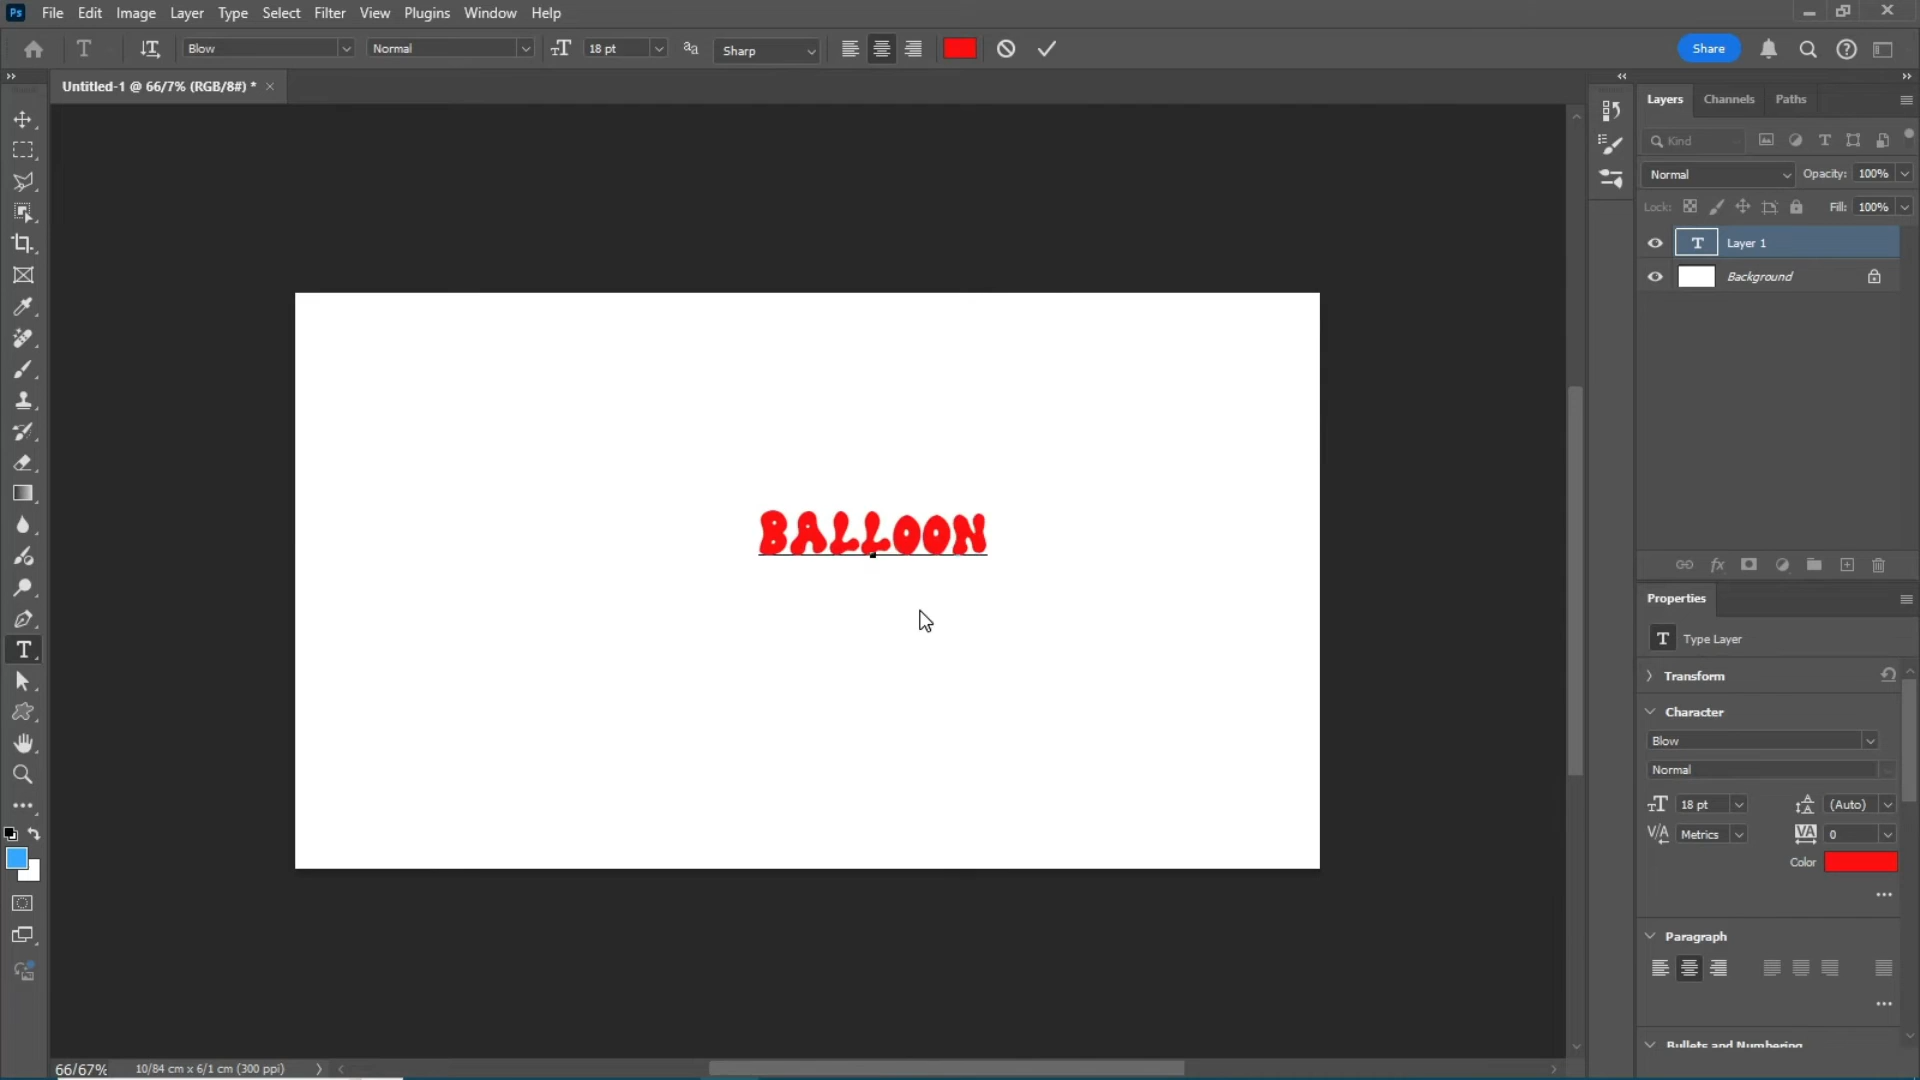 Ps File Edit Image Layer Type Select Filter View Plugins Window Help
Blow Normal 18 pt Sharp Share
Untitled-1 @ 66/7% (RGB/8#) *
Layers Channels Paths
Kind
Normal Opacity: 100%
Lock: Fill: 100%
Layer 1
Background
BALLOON
Properties
Type Layer
Transform
Character
Blow
Normal
18 pt (Auto)
Metrics 0
Color
Paragraph
Bullets and Numbering
66/67% 10/84 cm x 6/1 cm (300 ppi)